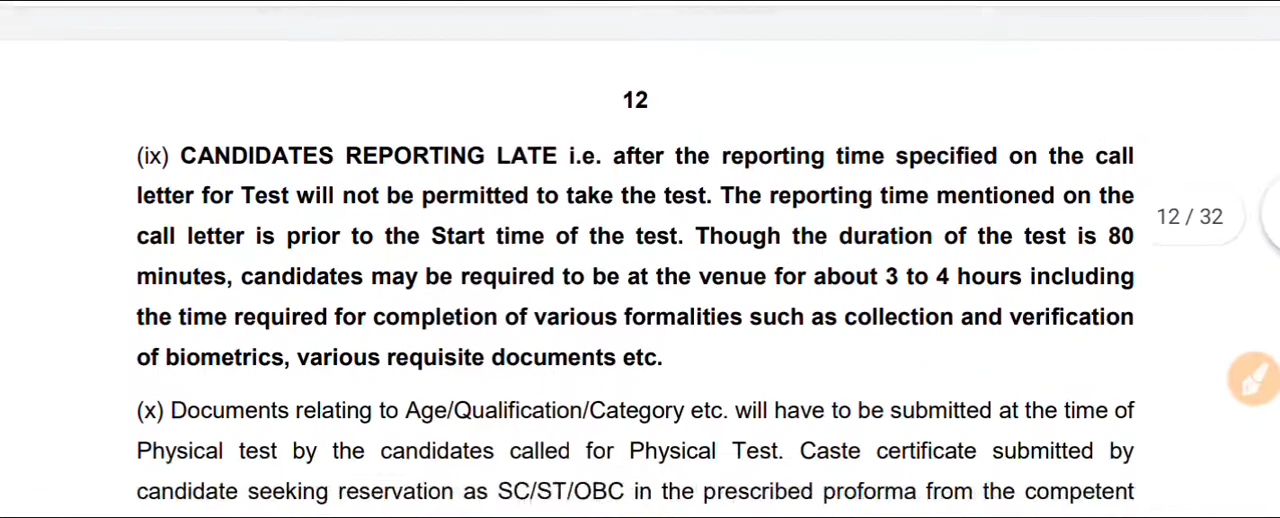 12
(ix) CANDIDATES REPORTING LATE i.e. after the reporting time specified on the call
letter for Test will not be permitted to take the test. The reporting time mentioned on the
call letter is prior to the Start time of the test. Though the duration of the test is 80
minutes, candidates may be required to be at the venue for about 3 to 4 hours including
the time required for completion of various formalities such as collection and verification
of biometrics, various requisite documents etc.
(x) Documents relating to Age/Qualification/Category etc. will have to be submitted at the time of
Physical test by the candidates called for Physical Test. Caste certificate submitted by
candidate seeking reservation as SC/ST/OBC in the prescribed proforma from the competent
12 / 32